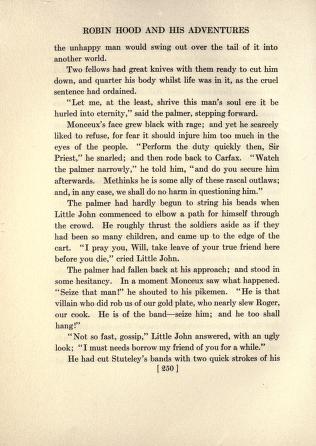 ROBIN HOOD AND HIS ADVENTURES
the unhappy man would swing out over the tail of it into
another world.
Two fellows had great knives with them ready to cut him
down, and quarter his body whilst life was in it, as the cruel
sentence had ordained.
"Let me, at the least, shrive this man's soul ere it be
hurled into eternity," said the palmer, stepping forward.
Monceux's face grew black with rage; and yet he scarcely
liked to refuse, for fear it should injure him too much in the
eyes of the people. "Perform the duty quickly then, Sir
Priest," he snarled; and then rode back to Carfax. "Watch
the palmer narrowly," he told him, "and do you secure him
afterwards. Methinks he is some ally of these rascal outlaws;
and, in any case, we shall do no harm in questioning him."
The palmer had hardly begun to string his beads when
Little John commenced to elbow a path for himself through
the crowd. He roughly thrust the soldiers aside as if they
had been so many children, and came up to the edge of the
cart. "I pray you, Will, take leave of your true friend here
before you die," cried Little John.
The palmer had fallen back at his approach; and stood in
some hesitancy. In a moment Monceux saw what happened.
"Seize that man!" he shouted to his pikemen. "He is that
villain who did rob us of our gold plate, who nearly slew Roger,
our cook. He is of the band—seize him; and he too shall
hang!"
"Not so fast, gossip," Little John answered, with an ugly
look; "I must needs borrow my friend of you for a while."
He had cut Stuteley's bands with two quick strokes of his
[ 250 ]